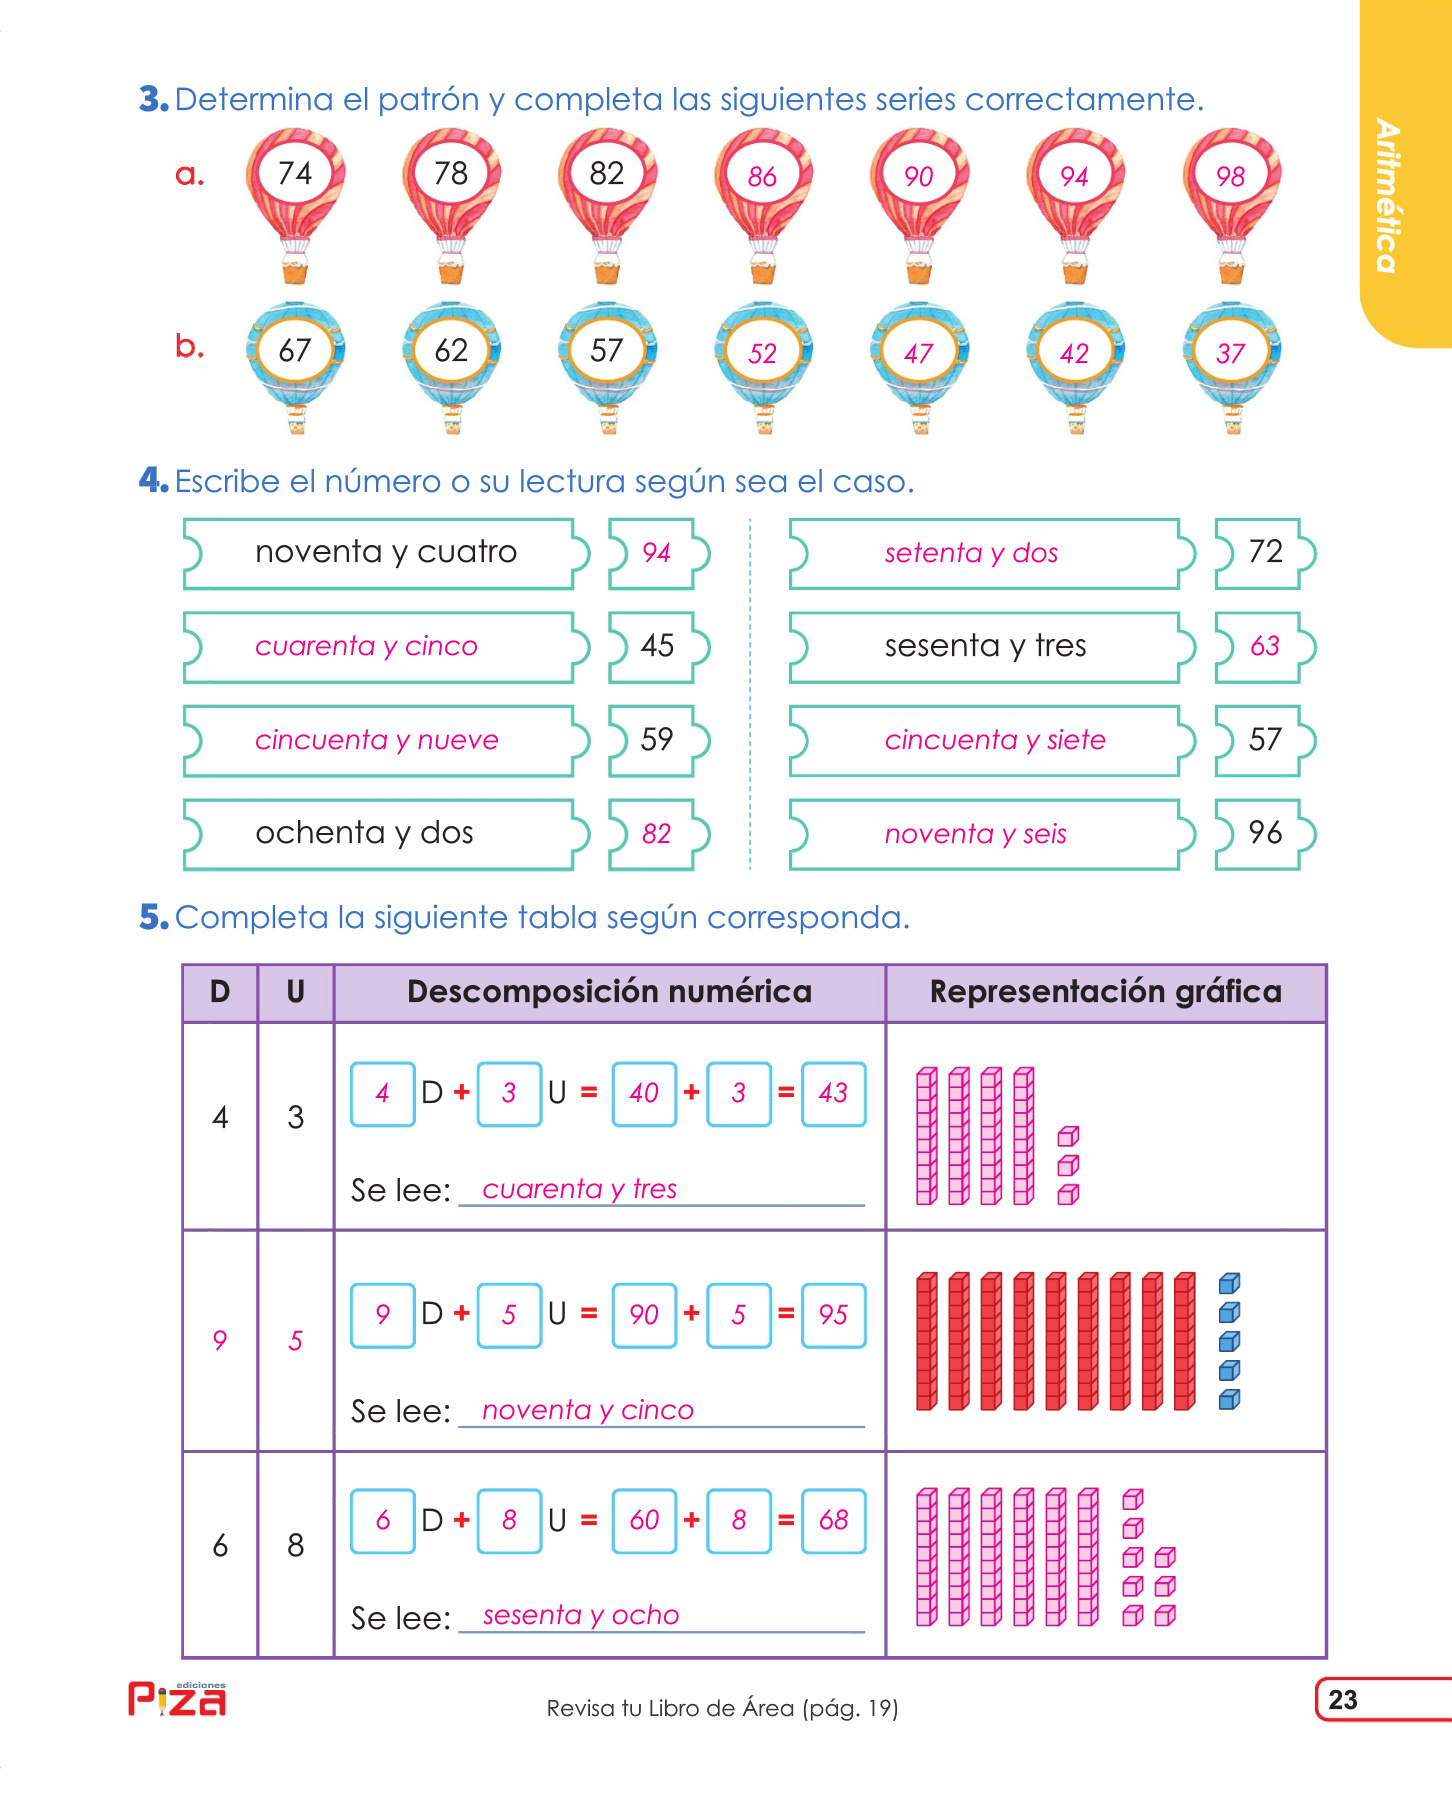 Aritmética
3. Determina el patrón y completa las siguientes series correctamente.
a. 74 78 82 86 90 94 98
b. 67 62 57 52 47 42 37
4. Escribe el número o su lectura según sea el caso.
noventa y cuatro 94 setenta y dos 72
cuarenta y cinco 45 sesenta y tres 63
cincuenta y nueve 59 cincuenta y siete 57
ochenta y dos 82 noventa y seis 96
5. Completa la siguiente tabla según corresponda.
D U Descomposición numérica Representación gráfica
4 3
4 D + 3 U = 40 + 3 = 43
Se lee: cuarenta y tres
9 5
9 D + 5 U = 90 + 5 = 95
Se lee: noventa y cinco
6 8
6 D + 8 U = 60 + 8 = 68
Se lee: sesenta y ocho
ediciones
Piza
Revisa tu Libro de Área (pág. 19)
23